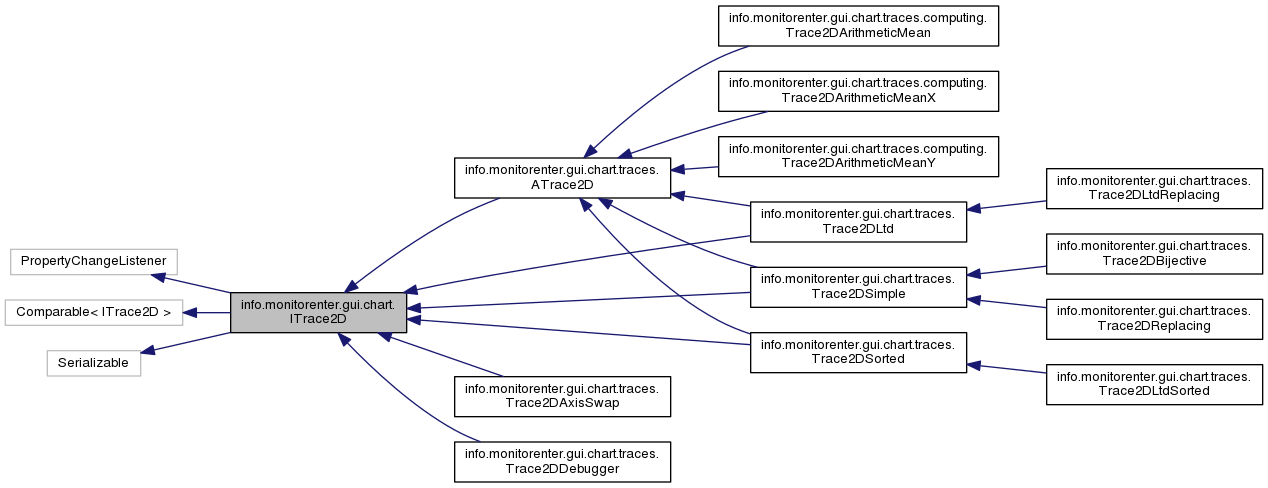 info.monitorenter.gui.chart.traces.computing.
Trace2DArithmeticMean
info.monitorenter.gui.chart.traces.computing.
Trace2DArithmeticMeanX
info.monitorenter.gui.chart.traces.computing.
Trace2DArithmeticMeanY
info.monitorenter.gui.chart.traces.
ATrace2D
info.monitorenter.gui.chart.traces.
Trace2DLtdReplacing
info.monitorenter.gui.chart.traces.
Trace2DLtd
info.monitorenter.gui.chart.traces.
Trace2DBijective
PropertyChangeListener
info.monitorenter.gui.chart.traces.
Trace2DSimple
Comparable< ITrace2D >
info.monitorenter.gui.chart.
ITrace2D
info.monitorenter.gui.chart.traces.
Trace2DReplacing
info.monitorenter.gui.chart.traces.
Trace2DSorted
Serializable
info.monitorenter.gui.chart.traces.
Trace2DLtdSorted
info.monitorenter.gui.chart.traces.
Trace2DAxisSwap
info.monitorenter.gui.chart.traces.
Trace2DDebugger